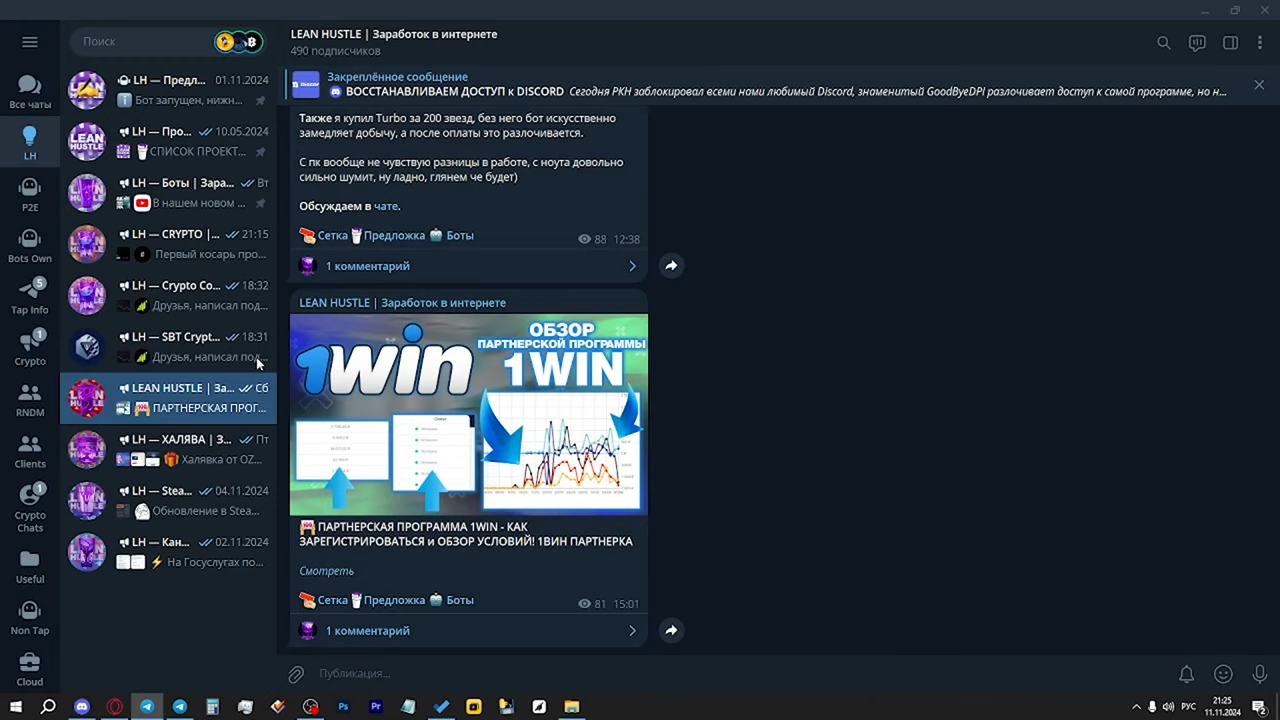 Поиск
Все чаты
LH
P2E
Bots Own
5
Tap Info
1
Crypto
RNDM
Clients
1
Crypto
Chats
Useful
Non Tap
Cloud
LH — Предл... 01.11.2024
Бот запущен, нижн...
LH — Про... 10.05.2024
СПИСОК ПРОЕКТ...
LH — Боты | Зара... Вт
В нашем новом ...
LH — CRYPTO |... 21:15
Первый косарь про...
LH — Crypto Co... 18:32
Друзья, написал под...
LH — SBT Crypt... 18:31
Друзья, написал под...
LEAN HUSTLE | За... Сб
ПАРТНЕРСКАЯ ПРОГ...
LH — ХАЛЯВА | З... Пт
Халявка от OZ...
LH — Stea... 04.11.2024
Обновление в Stea...
LH — Кан... 02.11.2024
На Госуслугах по...
LEAN HUSTLE | Заработок в интернете
490 подписчиков
Закреплённое сообщение
ВОССТАНАВЛИВАЕМ ДОСТУП к DISCORD Сегодня РКН заблокировал всеми нами любимый Discord, знаменитый GoodByeDPI разлочивает доступ к самой программе, но н...
Также я купил Turbo за 200 звезд, без него бот искусственно
замедляет добычу, а после оплаты это разлочивается.
С пк вообще не чувствую разницы в работе, с ноута довольно
сильно шумит, ну ладно, глянем че будет)
Обсуждаем в чате.
Сетка Предложка Боты
88 12:38
1 комментарий
LEAN HUSTLE | Заработок в интернете
1win
ОБЗОР
ПАРТНЕРСКОЙ ПРОГРАММЫ
1WIN
ПАРТНЕРСКАЯ ПРОГРАММА 1WIN - КАК
ЗАРЕГИСТРИРОВАТЬСЯ и ОБЗОР УСЛОВИЙ! 1ВИН ПАРТНЕРКА
Смотреть
Сетка Предложка Боты
81 15:01
1 комментарий
Публикация...
РУС
21:25
11.11.2024